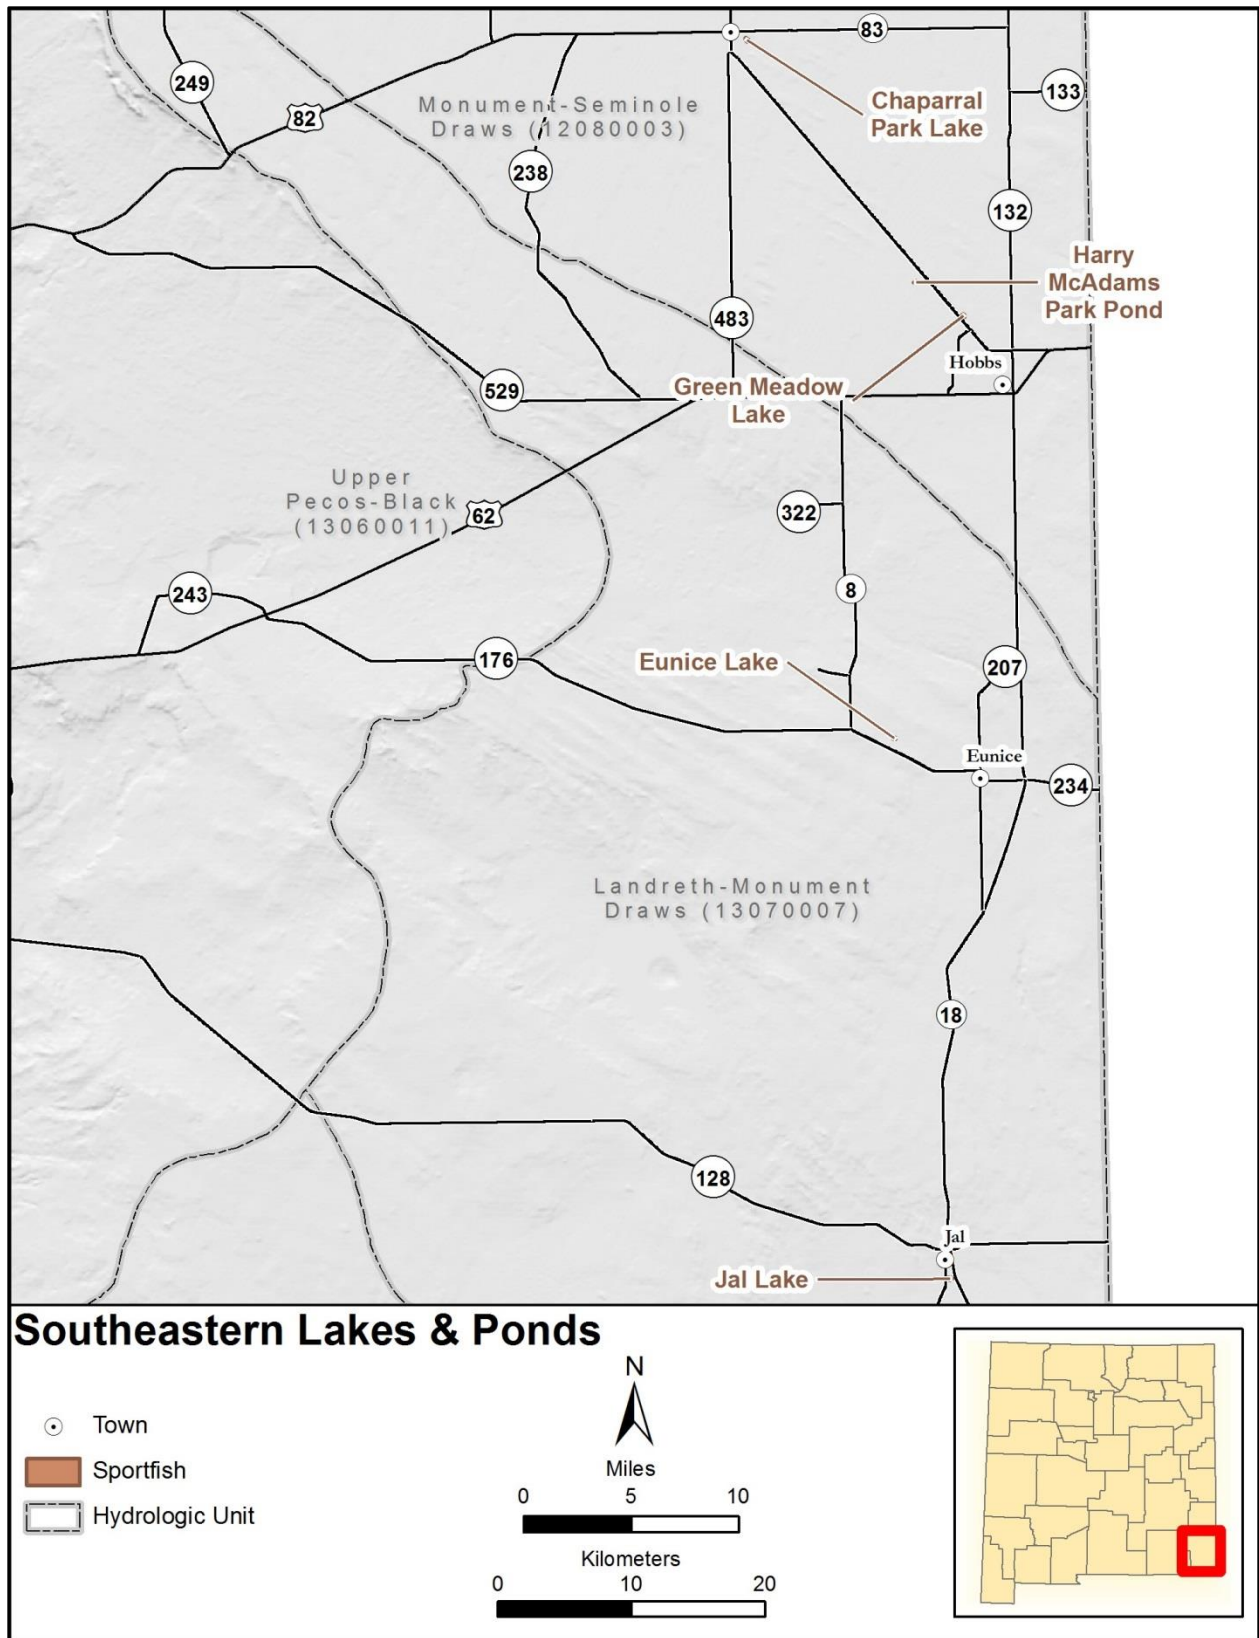 83
249
133
82
Monument-Seminole
Draws (12080003)
Chaparral
Park Lake
238
132
Harry
McAdams
Park Pond
483
Hobbs
529
Green Meadow
Lake
Upper
Pecos-Black
(13060011)
62
322
243
8
176
Eunice Lake
207
Eunice
234
Landreth-Monument
Draws (13070007)
18
128
Jal
Jal Lake
Southeastern Lakes & Ponds
Town
Sportfish
Hydrologic Unit
N
Miles
0 5 10
Kilometers
0 10 20